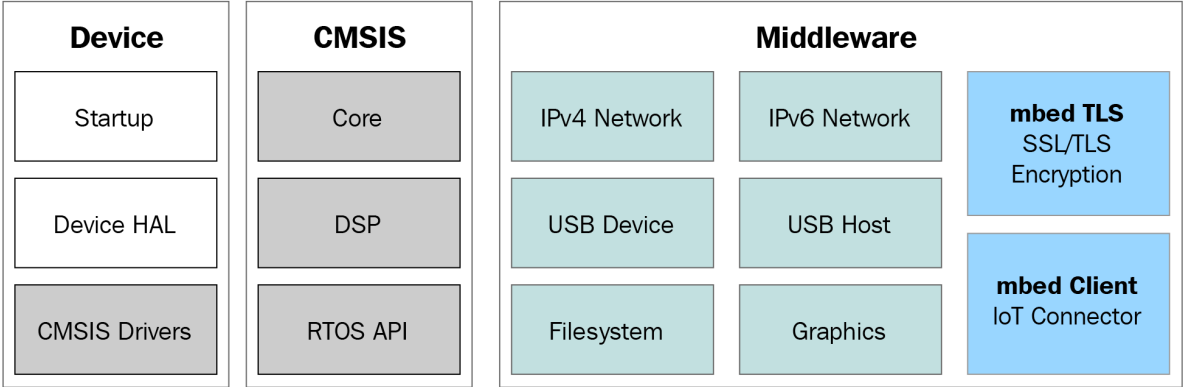 Device
Startup
Device HAL
CMSIS Drivers
CMSIS
Core
DSP
RTOS API
Middleware
IPv4 Network
IPv6 Network
USB Device
USB Host
Filesystem
Graphics
mbed TLS
SSL/TLS
Encryption
mbed Client
IoT Connector